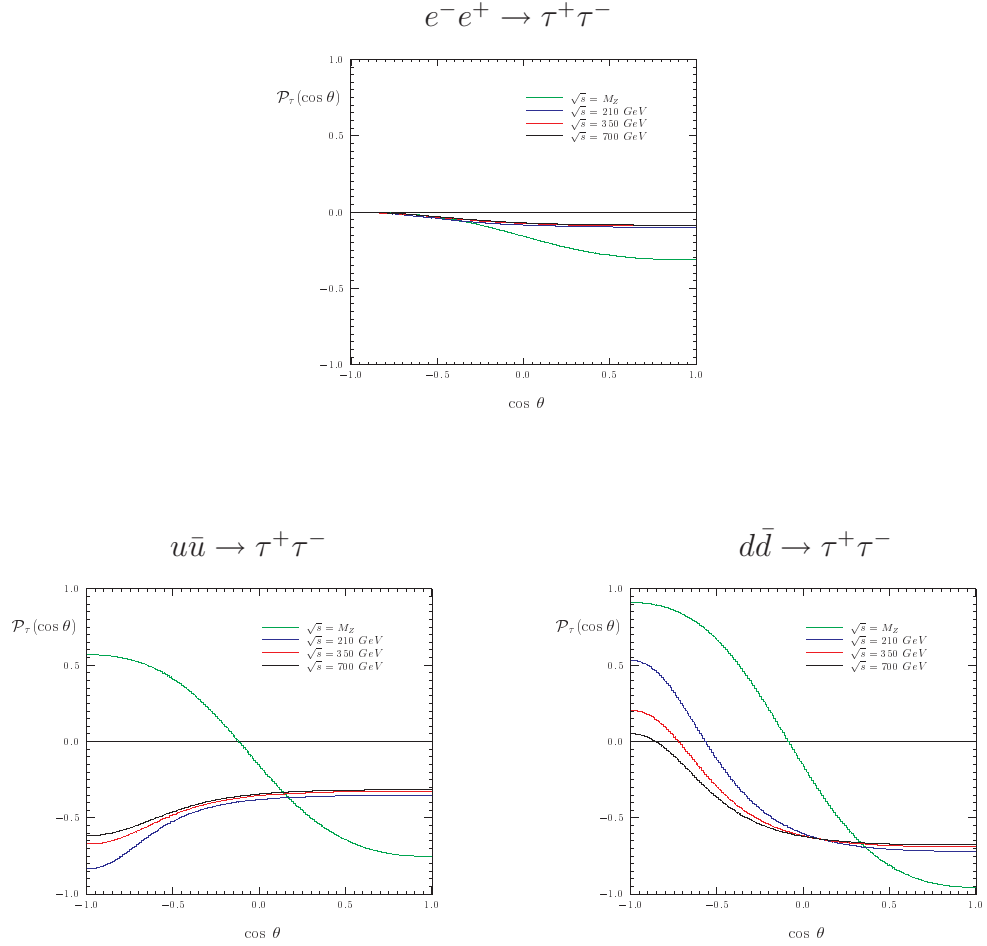 e⁻e⁺ → τ⁺τ⁻
1.0
𝒫τ(cos θ)
√s = M_Z
√s = 210 GeV
√s = 350 GeV
√s = 700 GeV
0.5
0.0
−0.5
−1.0
−1.0 −0.5 0.0 0.5 1.0
cos θ
uū → τ⁺τ⁻
1.0
𝒫τ(cos θ)
√s = M_Z
√s = 210 GeV
√s = 350 GeV
√s = 700 GeV
0.5
0.0
−0.5
−1.0
−1.0 −0.5 0.0 0.5 1.0
cos θ
dd̄ → τ⁺τ⁻
1.0
𝒫τ(cos θ)
√s = M_Z
√s = 210 GeV
√s = 350 GeV
√s = 700 GeV
0.5
0.0
−0.5
−1.0
−1.0 −0.5 0.0 0.5 1.0
cos θ